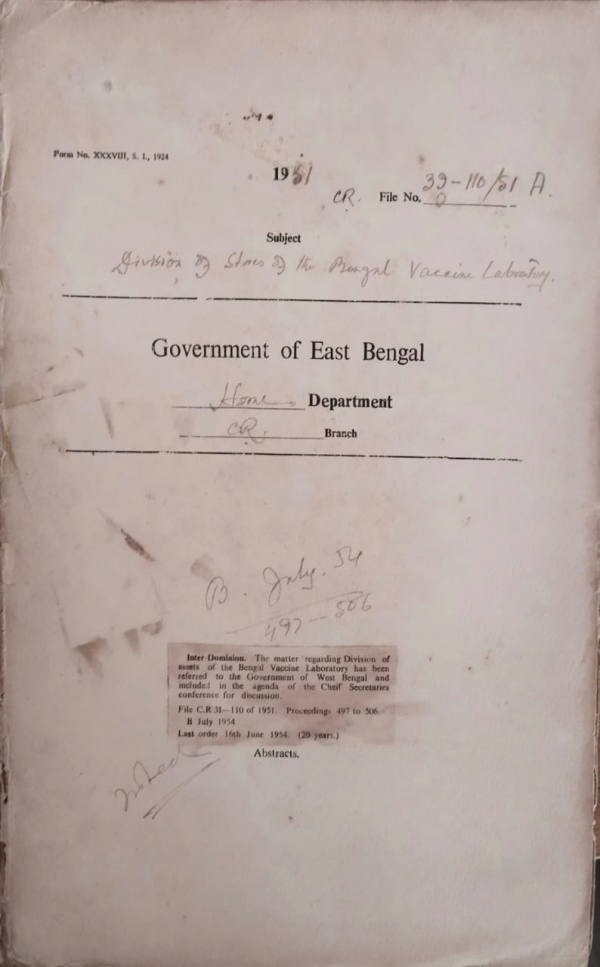 Form No. XXXVIII, S. I., 1924
1951
CR. File No. 39-110/51 A.
Subject
Division of Stores of the Bengal Vaccine Laboratory.
Government of East Bengal
Home Department
CR. Branch
B. July. 54
497-506
Inter-Dominion. The matter regarding Division of
assets of the Bengal Vaccine Laboratory has been
referred to the Government of West Bengal and
included in the agenda of the Cheif Secretaries
conference for discussion.
File C.R 31—110 of 1951. Proceedings 497 to 506
B July 1954
Last order 16th June 1954. (20 years.)
Abstracts.